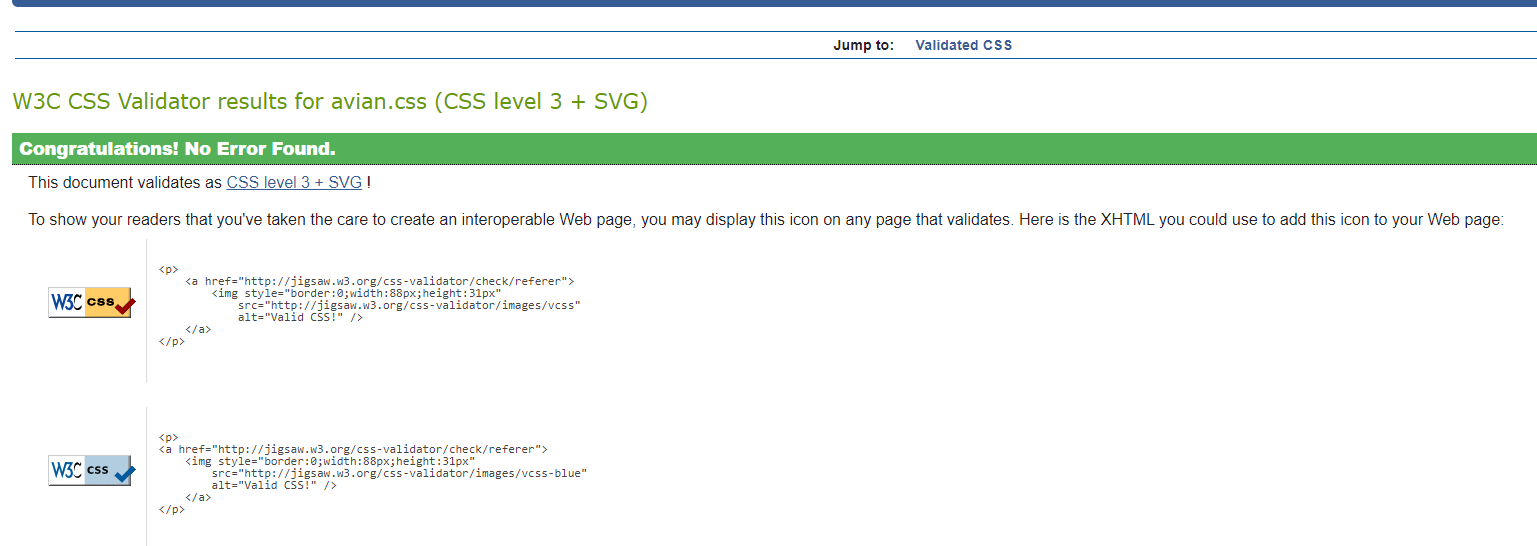 Jump to: Validated CSS
W3C CSS Validator results for avian.css (CSS level 3 + SVG)
Congratulations! No Error Found.
This document validates as CSS level 3 + SVG !
To show your readers that you've taken the care to create an interoperable Web page, you may display this icon on any page that validates. Here is the XHTML you could use to add this icon to your Web page:
W3C css
<p>
<a href="http://jigsaw.w3.org/css-validator/check/referer">
<img style="border:0;width:88px;height:31px"
src="http://jigsaw.w3.org/css-validator/images/vcss"
alt="Valid CSS!" />
</a>
</p>
W3C css
<p>
<a href="http://jigsaw.w3.org/css-validator/check/referer">
<img style="border:0;width:88px;height:31px"
src="http://jigsaw.w3.org/css-validator/images/vcss-blue"
alt="Valid CSS!" />
</a>
</p>